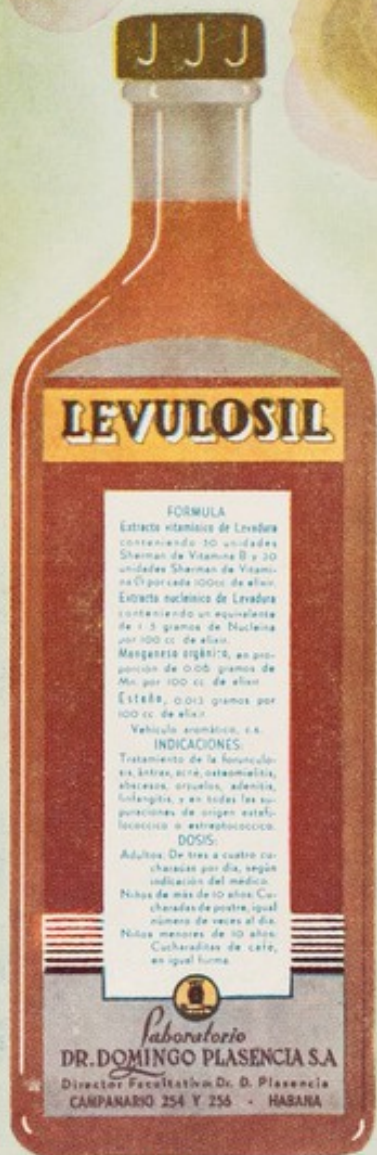 J J J
LEVULOSIL
FORMULA
Extracto vitamínico de Levadura
conteniendo 50 unidades
Sherman de Vitamina B y 20
unidades Sherman de Vitami-
na G por cada 100cc. de elixir.
Extracto nucleínico de Levadura
conteniendo un equivalente
de 1.5 gramos de Nucleína
por 100 cc. de elixir.
Manganeso orgánico, en pro-
porción de 0.06 gramos de
Mn. por 100 cc. de elixir.
Estaño, 0.013 gramos por
100 cc. de elixir.
Vehículo aromático, c.s.
INDICACIONES:
Tratamiento de la forunculo-
sis, ántrax, acné, osteomielitis,
abscesos, orzuelos, adenitis,
linfangitis, y en todas las su-
puraciones de origen estafi-
lococcico o estreptococcico.
DOSIS:
Adultos: De tres a cuatro cu-
charadas por día, según
indicación del médico.
Niños de más de 10 años: Cu-
charadas de postre, igual
número de veces al día.
Niños menores de 10 años:
Cucharaditas de café,
en igual forma.
Laboratorio
DR. DOMINGO PLASENCIA S.A
Director Facultativo: Dr. D. Plasencia
CAMPANARIO 254 Y 256 - HABANA